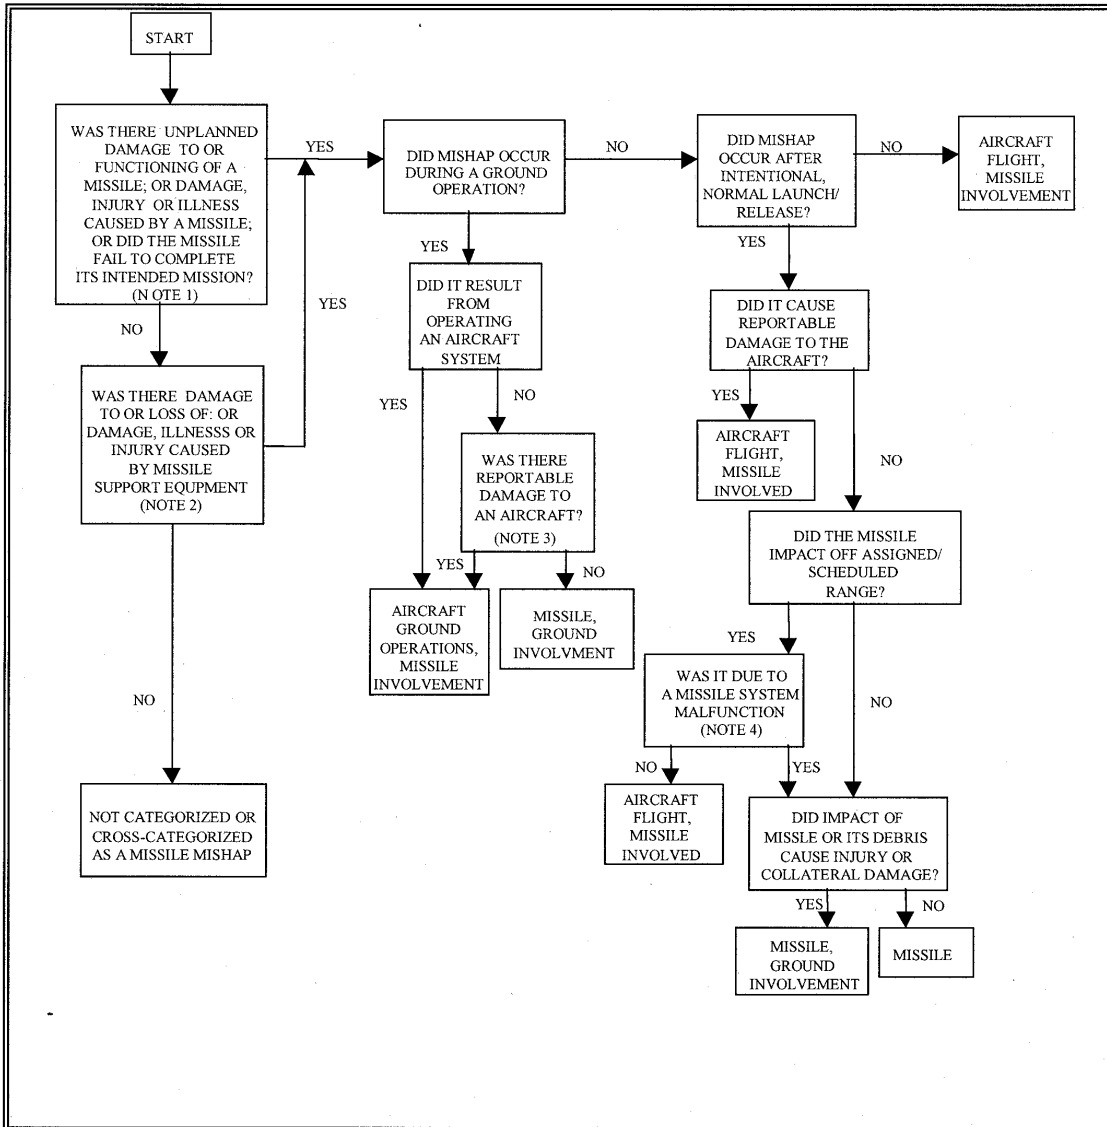 START
WAS THERE UNPLANNED
DAMAGE TO OR
FUNCTIONING OF A
MISSILE; OR DAMAGE,
INJURY OR ILLNESS
CAUSED BY A MISSILE;
OR DID THE MISSILE
FAIL TO COMPLETE
ITS INTENDED MISSION?
(N OTE 1)
YES
DID MISHAP OCCUR
DURING A GROUND
OPERATION?
NO
DID MISHAP
OCCUR AFTER
INTENTIONAL,
NORMAL LAUNCH/
RELEASE?
NO
AIRCRAFT
FLIGHT,
MISSILE
INVOLVEMENT
YES
YES
NO
YES
DID IT RESULT
FROM
OPERATING
AN AIRCRAFT
SYSTEM
DID IT CAUSE
REPORTABLE
DAMAGE TO THE
AIRCRAFT?
WAS THERE DAMAGE
TO OR LOSS OF: OR
DAMAGE, ILLNESSS OR
INJURY CAUSED
BY MISSILE
SUPPORT EQUPMENT
(NOTE 2)
YES
NO
YES
NO
WAS THERE
REPORTABLE
DAMAGE TO
AN AIRCRAFT?
(NOTE 3)
AIRCRAFT
FLIGHT,
MISSILE
INVOLVED
DID THE MISSILE
IMPACT OFF ASSIGNED/
SCHEDULED
RANGE?
YES
NO
AIRCRAFT
GROUND
OPERATIONS,
MISSILE
INVOLVEMENT
MISSILE,
GROUND
INVOLVMENT
YES
NO
WAS IT DUE TO
A MISSILE SYSTEM
MALFUNCTION
(NOTE 4)
NO
NO
YES
NOT CATEGORIZED OR
CROSS-CATEGORIZED
AS A MISSILE MISHAP
AIRCRAFT
FLIGHT,
MISSILE
INVOLVED
DID IMPACT OF
MISSLE OR ITS DEBRIS
CAUSE INJURY OR
COLLATERAL DAMAGE?
YES
NO
MISSILE,
GROUND
INVOLVEMENT
MISSILE